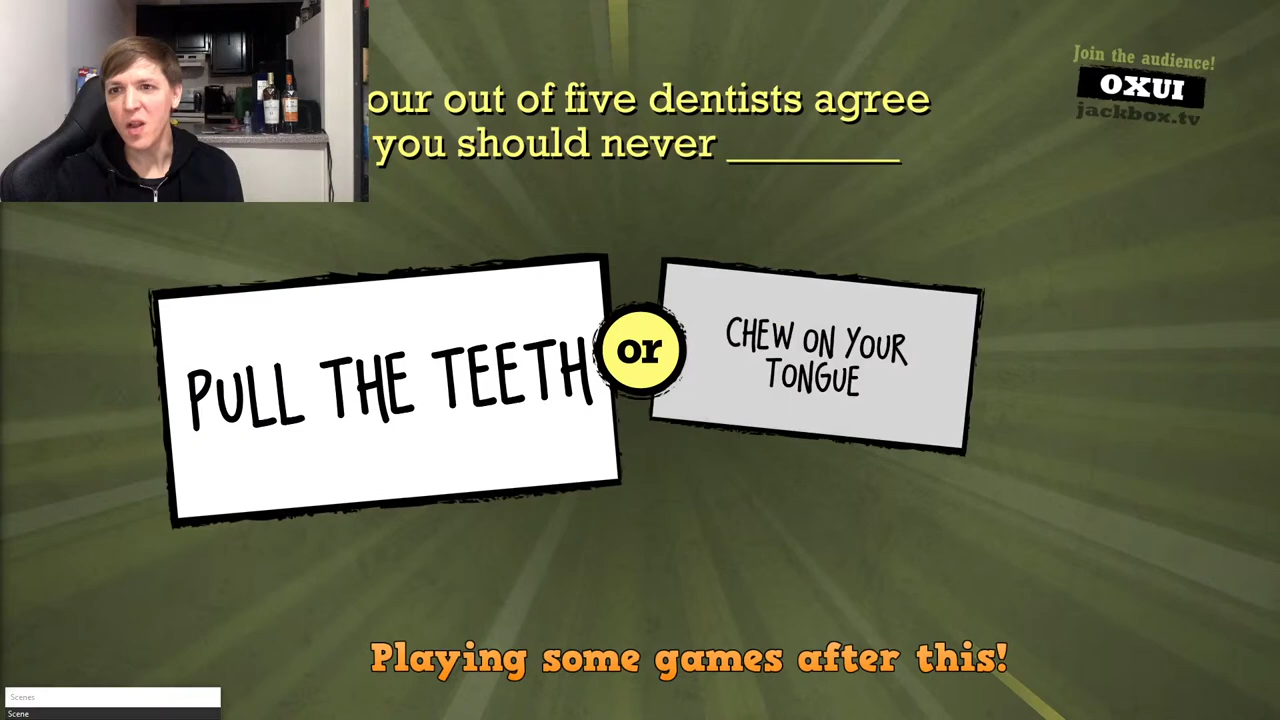 our out of five dentists agree
you should never ________
Join the audience!
OXUI
jackbox.tv
PULL THE TEETH
or
CHEW ON YOUR
TONGUE
Playing some games after this!
Scenes
Scene